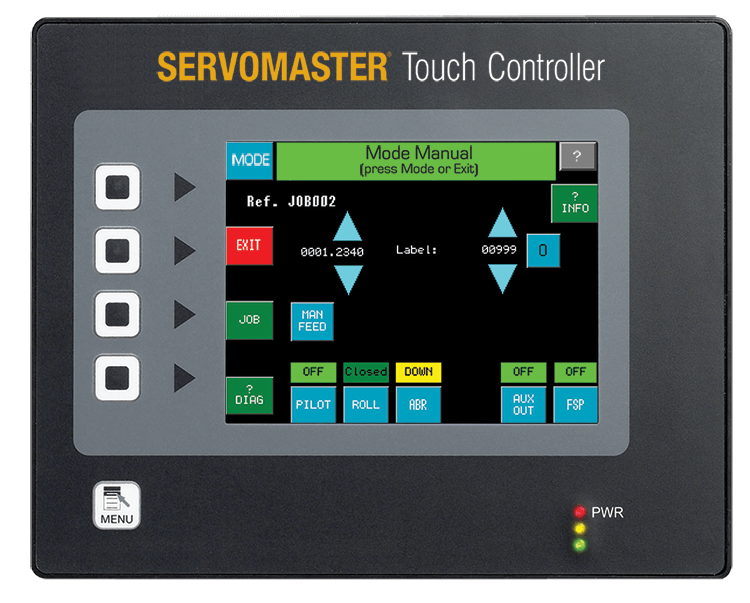 SERVOMASTER® Touch Controller
MODE
Mode Manual
(press Mode or Exit)
?
Ref. JOB002
?
INFO
EXIT
0001.2340
Label:
00999
0
JOB
MAN
FEED
OFF
Closed
DOWN
OFF
OFF
?
DIAG
PILOT
ROLL
ABR
AUX
OUT
FSP
MENU
PWR